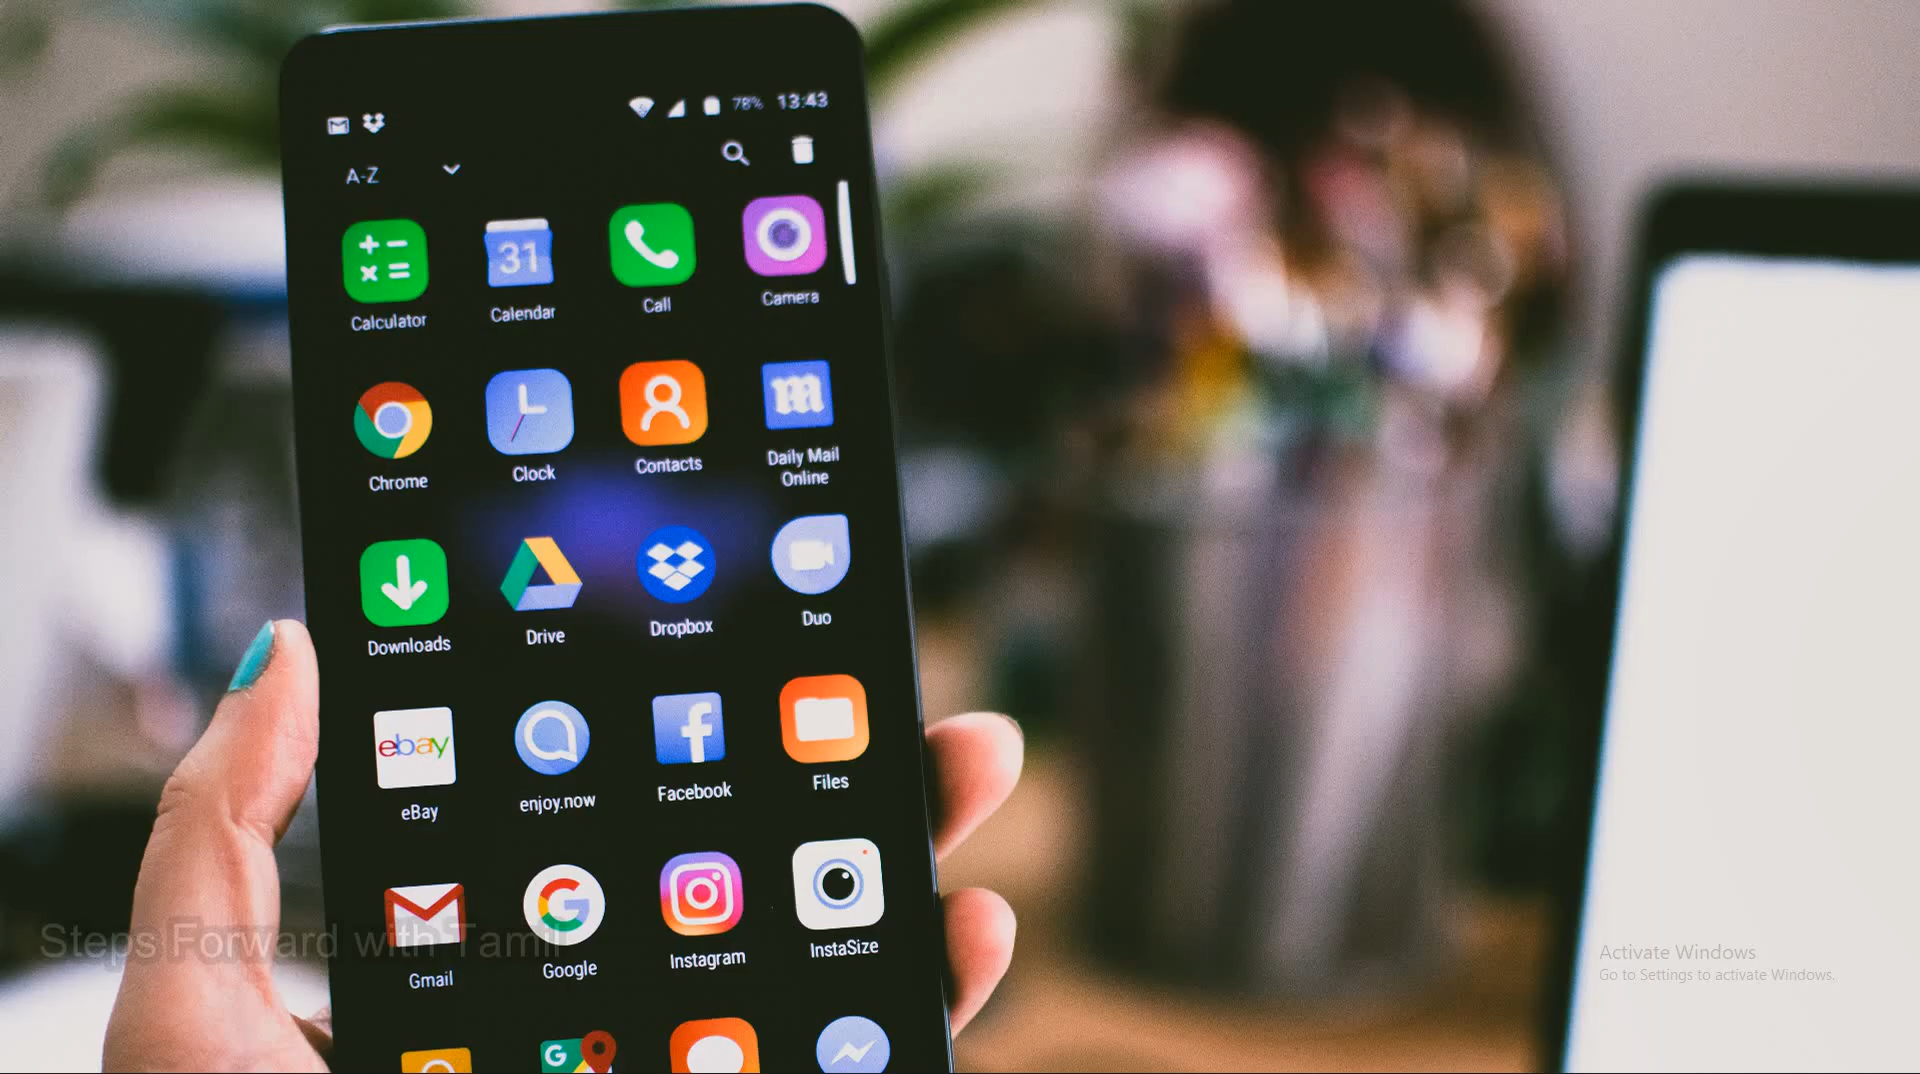 78% 13:43
A-Z
31
Calculator Calendar Call Camera
Chrome Clock Contacts Daily Mail
Online
Downloads Drive Dropbox Duo
ebay
eBay enjoy.now Facebook Files
Gmail Google Instagram InstaSize
Steps Forward with Tamil
Activate Windows
Go to Settings to activate Windows.